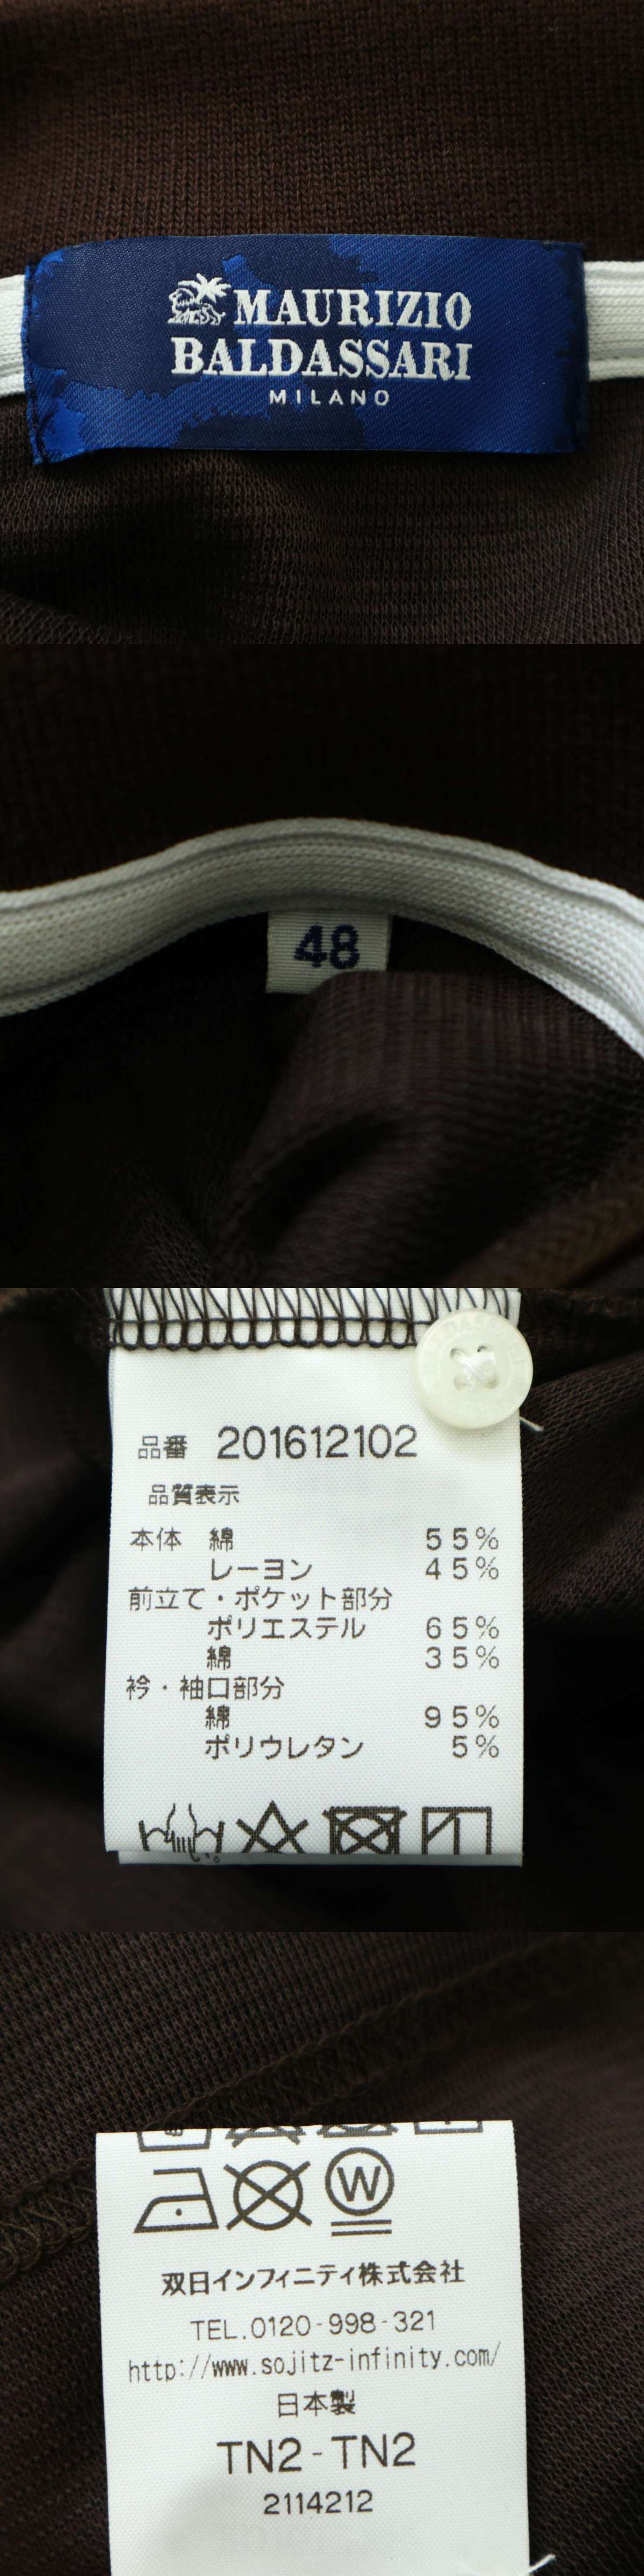 MAURIZIO
BALDASSARI
MILANO
48
品番 201612102
品質表示
本体 綿 55%
レーヨン 45%
前立て・ポケット部分
ポリエステル 65%
綿 35%
衿・袖口部分
綿 95%
ポリウレタン 5%
W
双日インフィニティ株式会社
TEL.0120-998-321
http://www.sojitz-infinity.com/
日本製
TN2-TN2
2114212